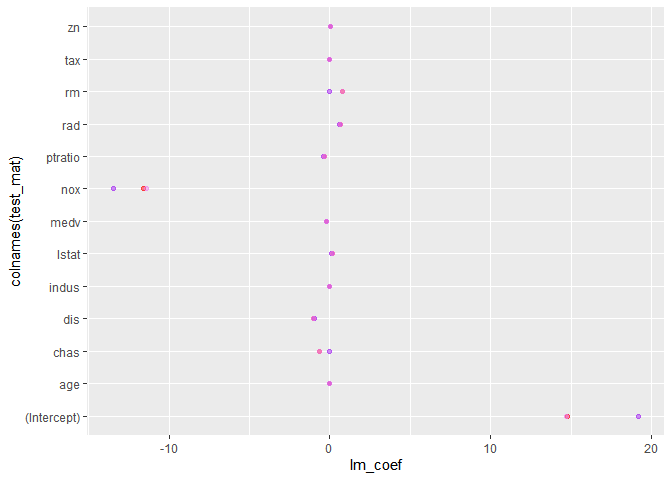 zn
tax
rm
rad
ptratio
nox
medv
lstat
indus
dis
chas
age
(Intercept)
colnames(test_mat)
-10
0
10
20
lm_coef